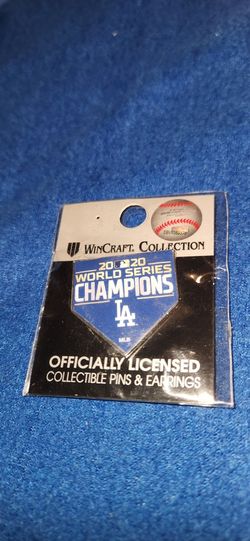 WINCRAFT. COLLECTION
2020
WORLD SERIES
CHAMPIONS
LA
MLB
OFFICIALLY LICENSED
COLLECTIBLE PINS & EARRINGS